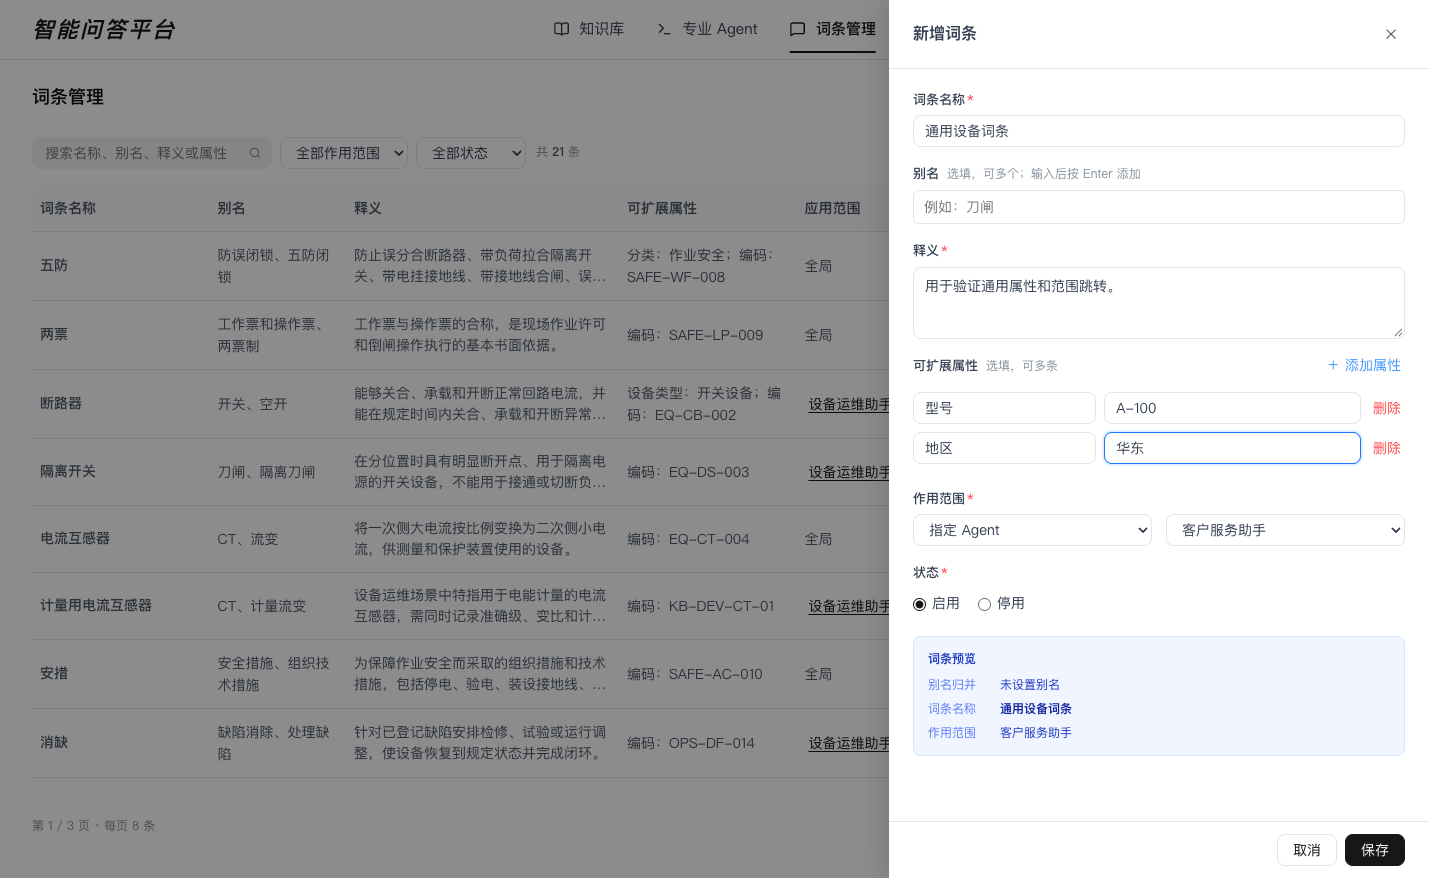 智能问答平台
知识库
专业 Agent
词条管理
词条管理
搜索名称、别名、释义或属性
全部作用范围
全部状态
共 21 条
词条名称 别名 释义 可扩展属性 应用范围
五防
防误闭锁、五防闭
锁
防止误分合断路器、带负荷拉合隔离开
关、带电挂接地线、带接地线合闸、误…
分类：作业安全；编码：
SAFE-WF-008
全局
两票
工作票和操作票、
两票制
工作票与操作票的合称，是现场作业许可
和倒闸操作执行的基本书面依据。
编码：SAFE-LP-009
全局
断路器
开关、空开
能够关合、承载和开断正常回路电流，并
能在规定时间内关合、承载和开断异常…
设备类型：开关设备；编
码：EQ-CB-002
设备运维助手
隔离开关
刀闸、隔离刀闸
在分位置时具有明显断开点、用于隔离电
源的开关设备，不能用于接通或切断负…
编码：EQ-DS-003
设备运维助手
电流互感器
CT、流变
将一次侧大电流按比例变换为二次侧小电
流，供测量和保护装置使用的设备。
编码：EQ-CT-004
全局
计量用电流互感器
CT、计量流变
设备运维场景中特指用于电能计量的电流
互感器，需同时记录准确级、变比和计…
编码：KB-DEV-CT-01
设备运维助手
安措
安全措施、组织技
术措施
为保障作业安全而采取的组织措施和技术
措施，包括停电、验电、装设接地线、…
编码：SAFE-AC-010
全局
消缺
缺陷消除、处理缺
陷
针对已登记缺陷安排检修、试验或运行调
整，使设备恢复到规定状态并完成闭环。
编码：OPS-DF-014
设备运维助手
第 1 / 3 页 · 每页 8 条
新增词条
词条名称*
通用设备词条
别名 选填，可多个；输入后按 Enter 添加
例如：刀闸
释义*
用于验证通用属性和范围跳转。
可扩展属性 选填，可多条
+ 添加属性
型号 A-100 删除
地区 华东 删除
作用范围*
指定 Agent 客户服务助手
状态*
启用 停用
词条预览
别名归并 未设置别名
词条名称 通用设备词条
作用范围 客户服务助手
取消 保存